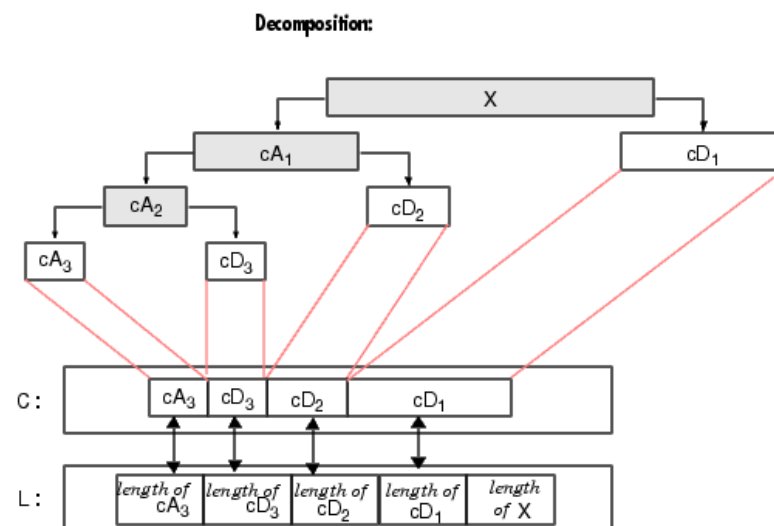 Decomposition:
X
cA₁
cD₁
cA₂
cD₂
cA₃
cD₃
C:
cA₃ cD₃ cD₂ cD₁
L:
length of cA₃
length of cD₃
length of cD₂
length of cD₁
length
of X